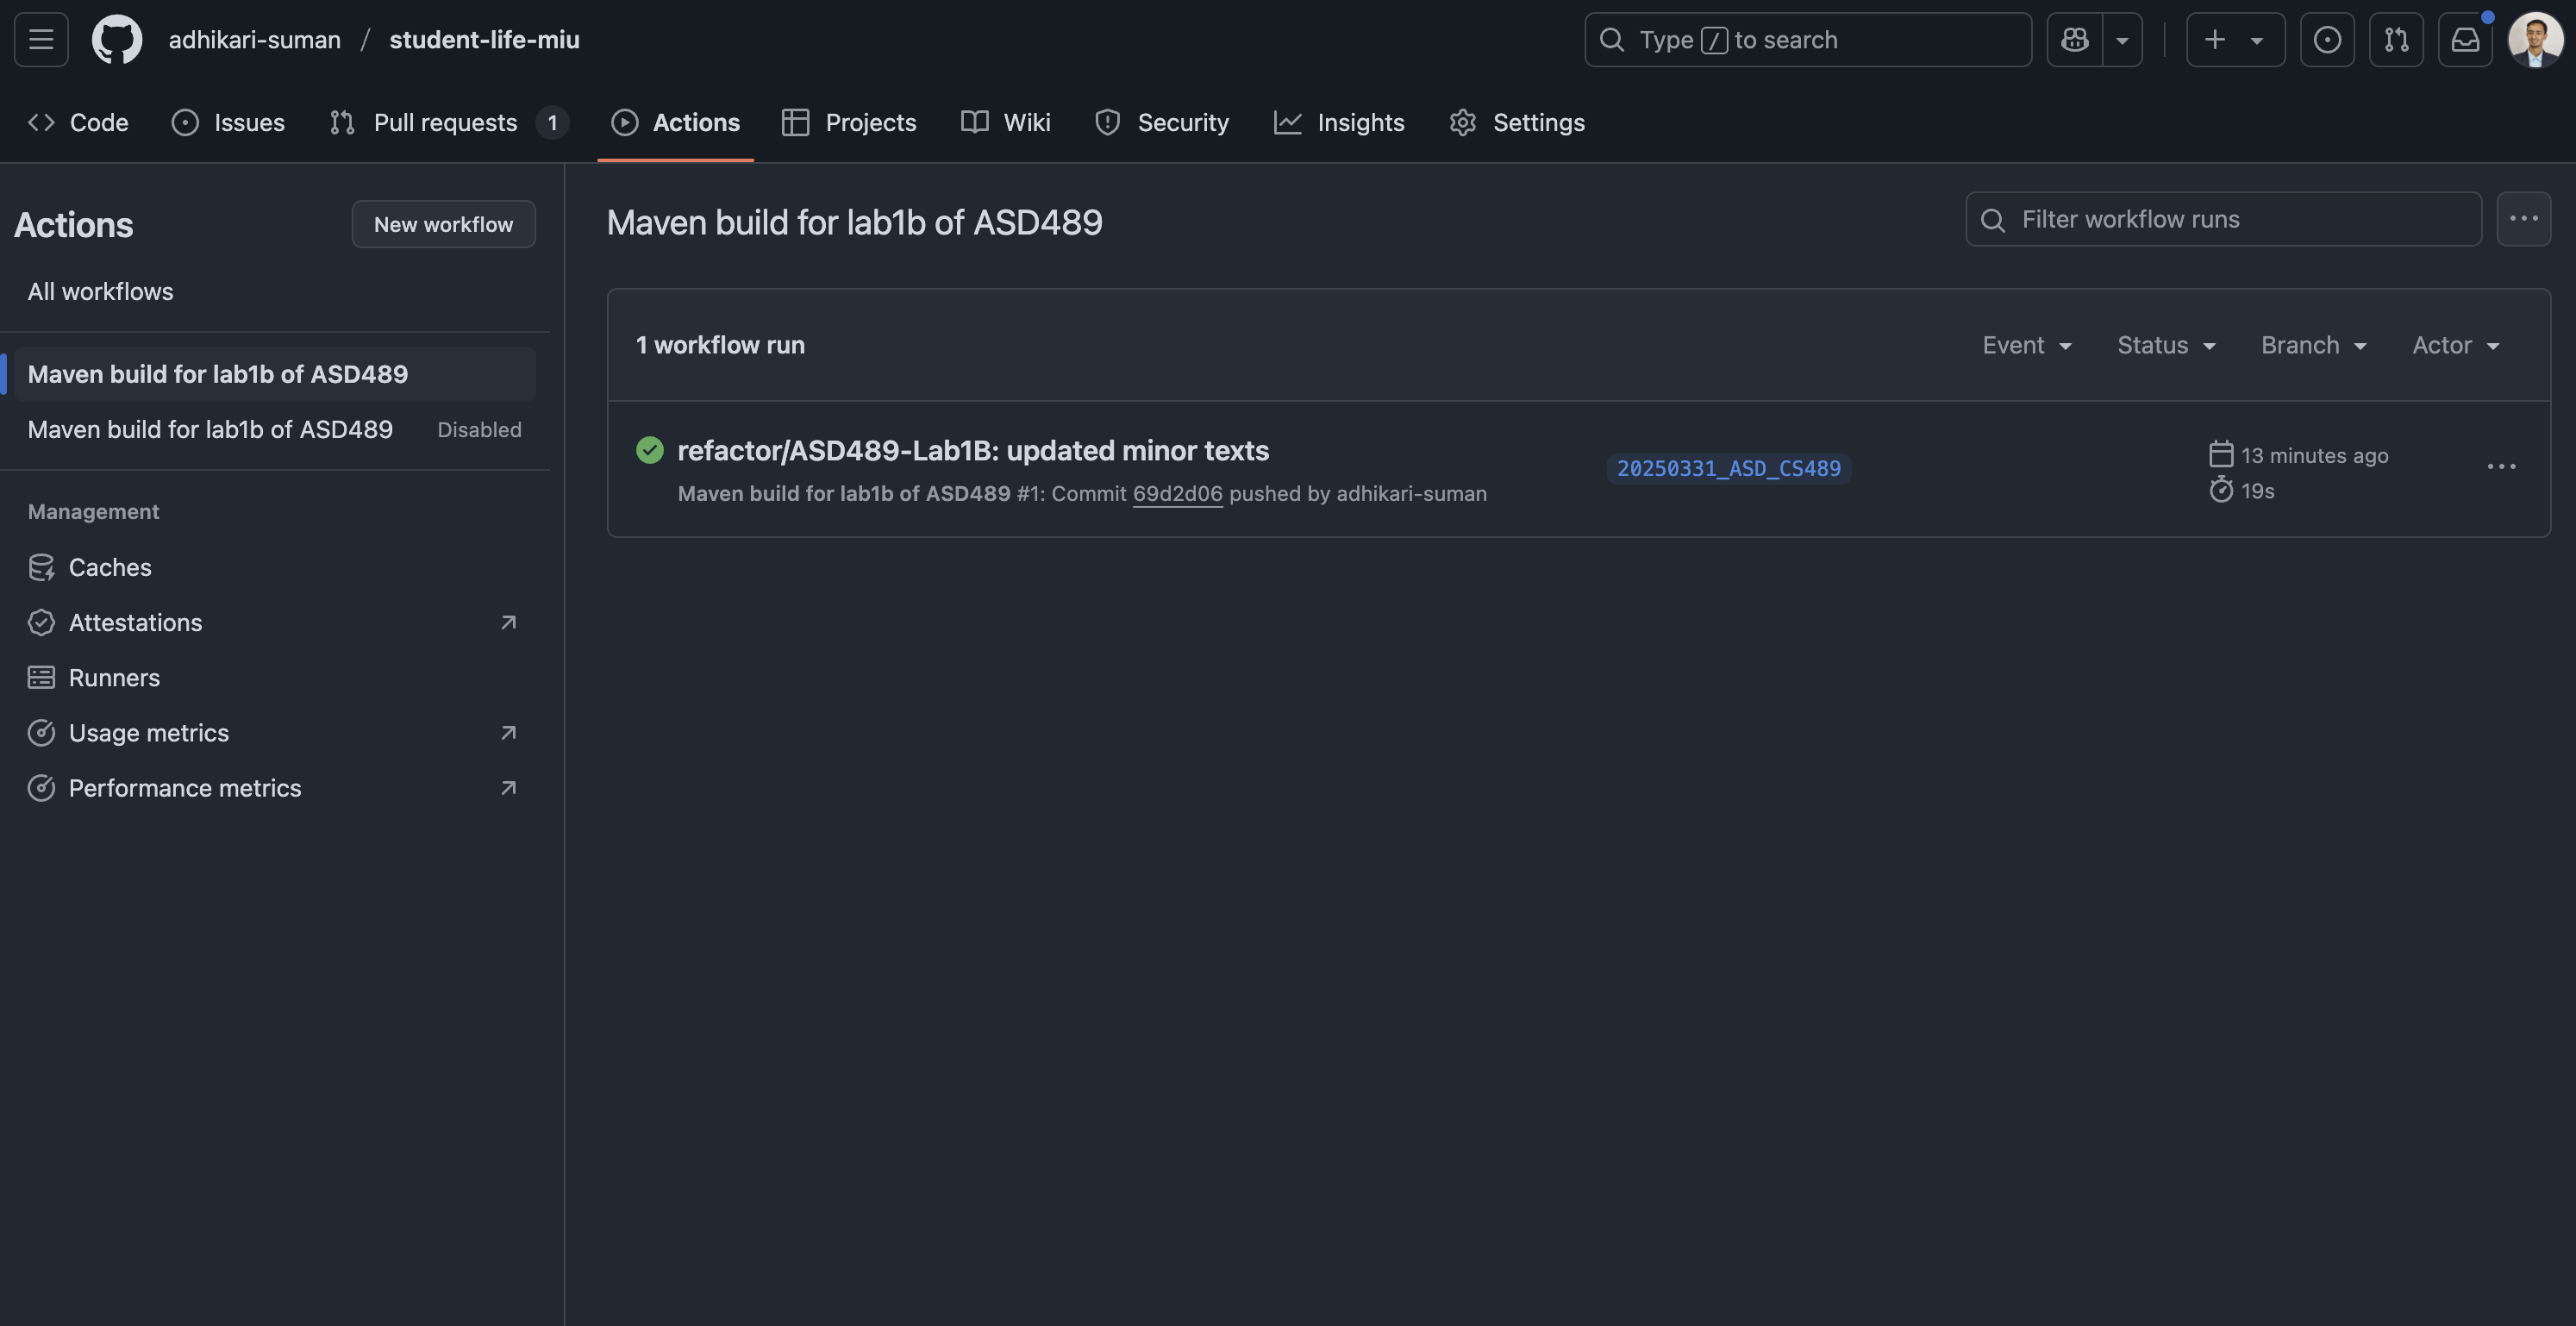 adhikari-suman / student-life-miu
Type / to search
Code Issues Pull requests 1 Actions Projects Wiki Security Insights Settings
Actions
New workflow
All workflows
Maven build for lab1b of ASD489
Maven build for lab1b of ASD489 Disabled
Management
Caches
Attestations
Runners
Usage metrics
Performance metrics
Maven build for lab1b of ASD489
Filter workflow runs
1 workflow run
Event Status Branch Actor
refactor/ASD489-Lab1B: updated minor texts
Maven build for lab1b of ASD489 #1: Commit 69d2d06 pushed by adhikari-suman
20250331_ASD_CS489
13 minutes ago
19s